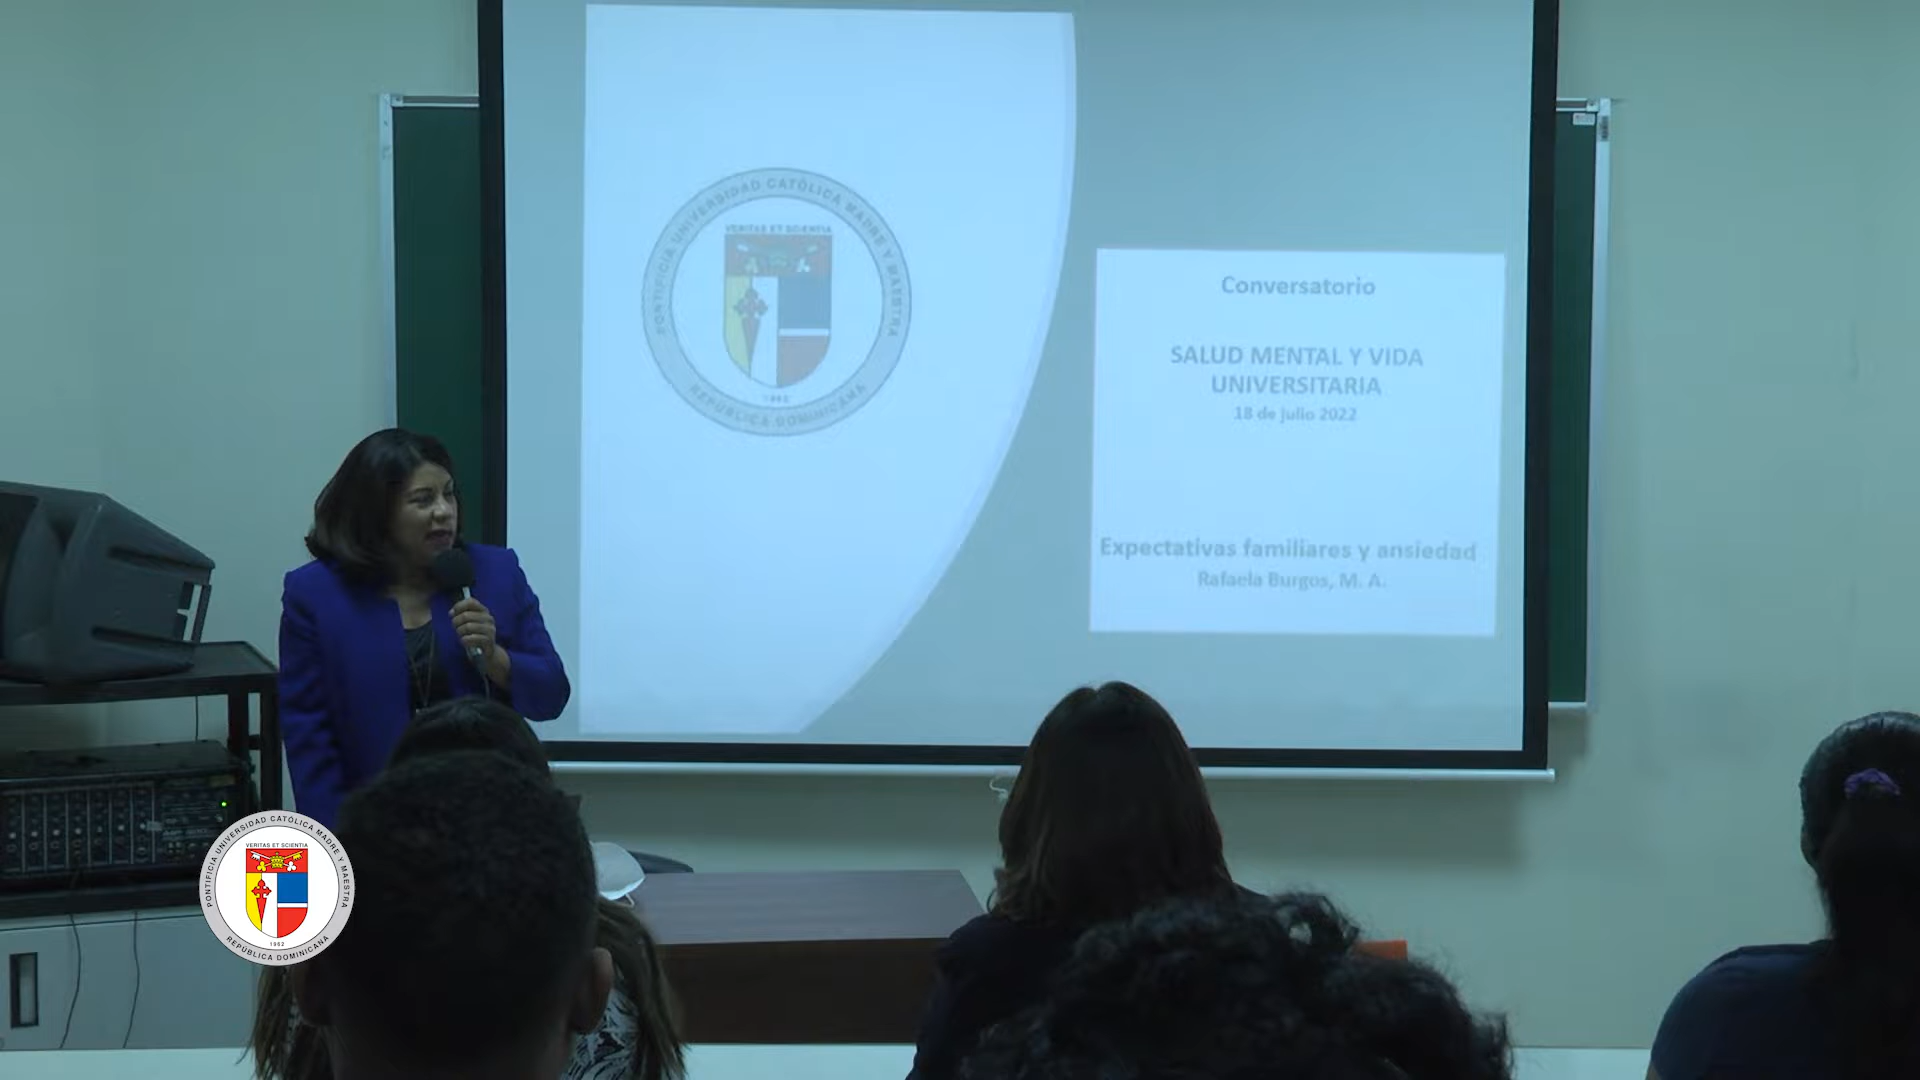 PONTIFICIA UNIVERSIDAD CATÓLICA MADRE Y MAESTRA
VERITAS ET SCIENTIA
1962
REPÚBLICA DOMINICANA
Conversatorio
SALUD MENTAL Y VIDA
UNIVERSITARIA
18 de julio 2022
Expectativas familiares y ansiedad
Rafaela Burgos, M. A.
PONTIFICIA UNIVERSIDAD CATÓLICA MADRE Y MAESTRA
VERITAS ET SCIENTIA
1962
REPÚBLICA DOMINICANA